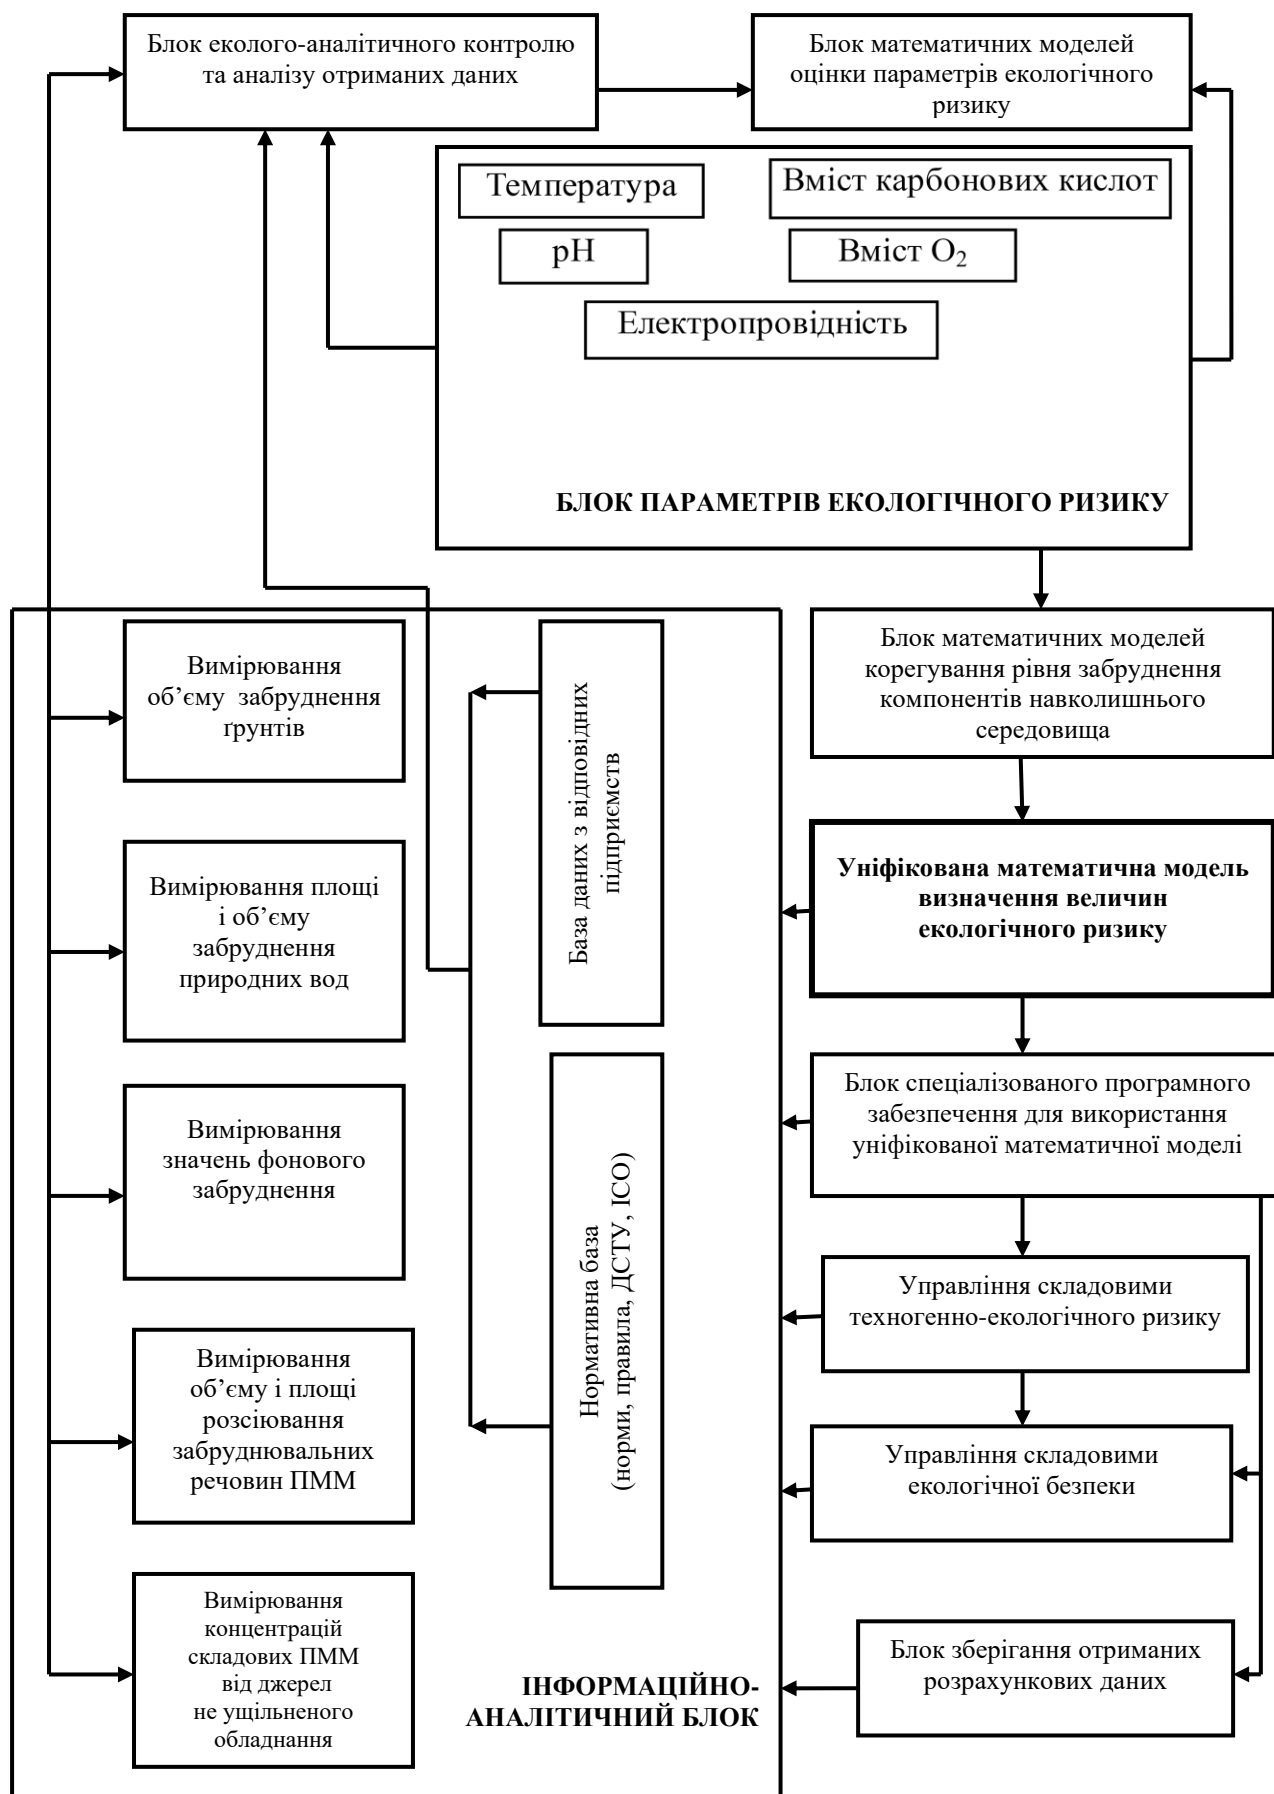 Блок еколого-аналітичного контролю
та аналізу отриманих даних
Блок математичних моделей
оцінки параметрів екологічного
ризику
Температура
Вміст карбонових кислот
pH
Вміст O₂
Електропровідність
БЛОК ПАРАМЕТРІВ ЕКОЛОГІЧНОГО РИЗИКУ
Вимірювання
об’єму забруднення
ґрунтів
Вимірювання площі
і об’єму
забруднення
природних вод
Вимірювання
значень фонового
забруднення
Вимірювання
об’єму і площі
розсіювання
забруднювальних
речовин ПММ
Вимірювання
концентрацій
складових ПММ
від джерел
не ущільненого
обладнання
База даних з відповідних
підприємств
Нормативна база
(норми, правила, ДСТУ, ІСО)
ІНФОРМАЦІЙНО-
АНАЛІТИЧНИЙ БЛОК
Блок математичних моделей
корегування рівня забруднення
компонентів навколишнього
середовища
Уніфікована математична модель
визначення величин
екологічного ризику
Блок спеціалізованого програмного
забезпечення для використання
уніфікованої математичної моделі
Управління складовими
техногенно-екологічного ризику
Управління складовими
екологічної безпеки
Блок зберігання отриманих
розрахункових даних